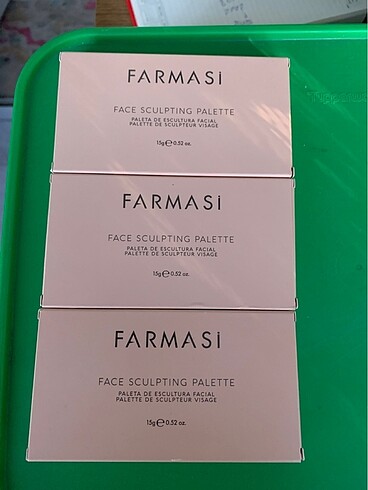 FARMASi
FACE SCULPTING PALETTE
PALETA DE ESCULTURA FACIAL
PALETTE DE SCULPTEUR VISAGE
15g ℮ 0.52 oz.
FARMASi
FACE SCULPTING PALETTE
PALETA DE ESCULTURA FACIAL
PALETTE DE SCULPTEUR VISAGE
15g ℮ 0.52 oz.
FARMASi
FACE SCULPTING PALETTE
PALETA DE ESCULTURA FACIAL
PALETTE DE SCULPTEUR VISAGE
15g ℮ 0.52 oz.